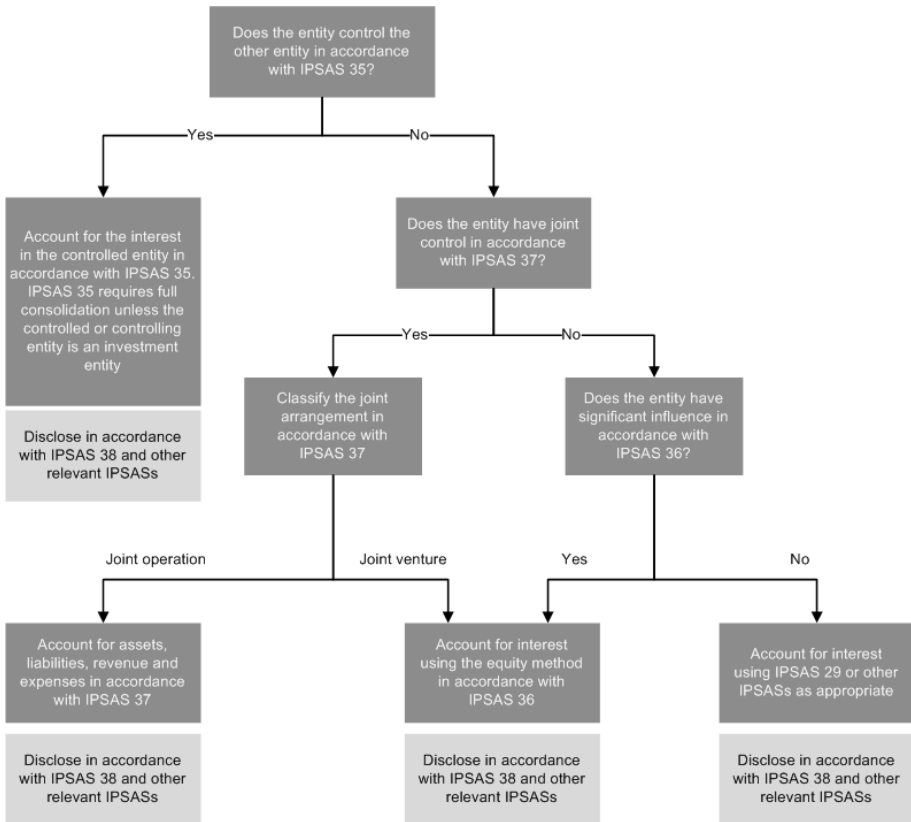 Does the entity control the
other entity in accordance
with IPSAS 35?
Yes
No
Account for the interest
in the controlled entity in
accordance with IPSAS 35.
IPSAS 35 requires full
consolidation unless the
controlled or controlling
entity is an investment
entity
Disclose in accordance
with IPSAS 38 and other
relevant IPSASs
Does the entity have joint
control in accordance
with IPSAS 37?
Yes
No
Classify the joint
arrangement in
accordance with
IPSAS 37
Does the entity have
significant influence in
accordance with
IPSAS 36?
Joint operation
Joint venture
Yes
No
Account for assets,
liabilities, revenue and
expenses in accordance
with IPSAS 37
Disclose in accordance
with IPSAS 38 and other
relevant IPSASs
Account for interest
using the equity method
in accordance with
IPSAS 36
Disclose in accordance
with IPSAS 38 and other
relevant IPSASs
Account for interest
using IPSAS 29 or other
IPSASs as appropriate
Disclose in accordance
with IPSAS 38 and other
relevant IPSASs